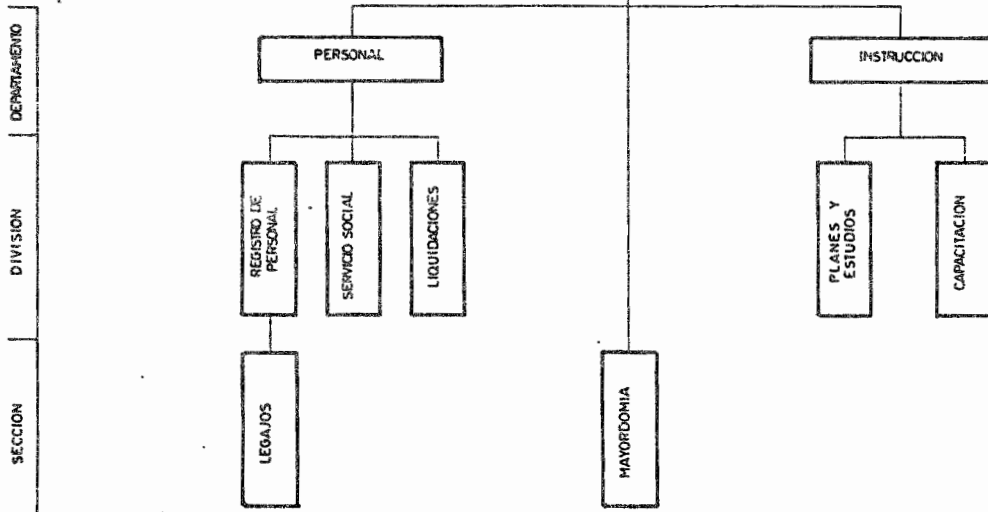 DEPARTAMENTO
PERSONAL
INSTRUCCION
DIVISION
REGISTRO DE
PERSONAL
SERVICIO SOCIAL
LIQUIDACIONES
PLANES Y
ESTUDIOS
CAPACITACION
SECCION
LEGAJOS
MAYORDOMIA